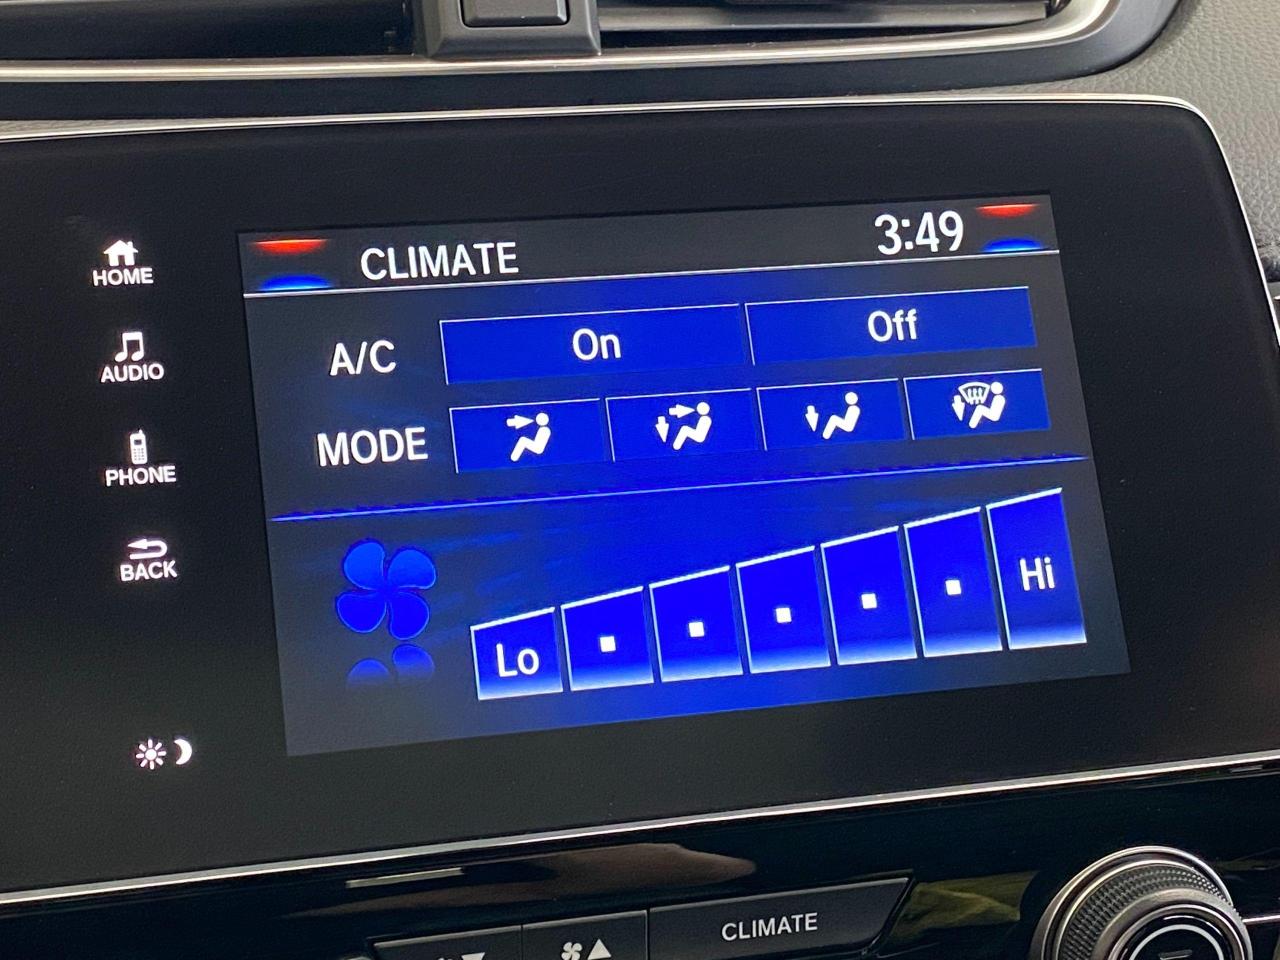 CLIMATE 3:49
HOME
A/C On Off
AUDIO
MODE
PHONE
BACK
Lo Hi
CLIMATE